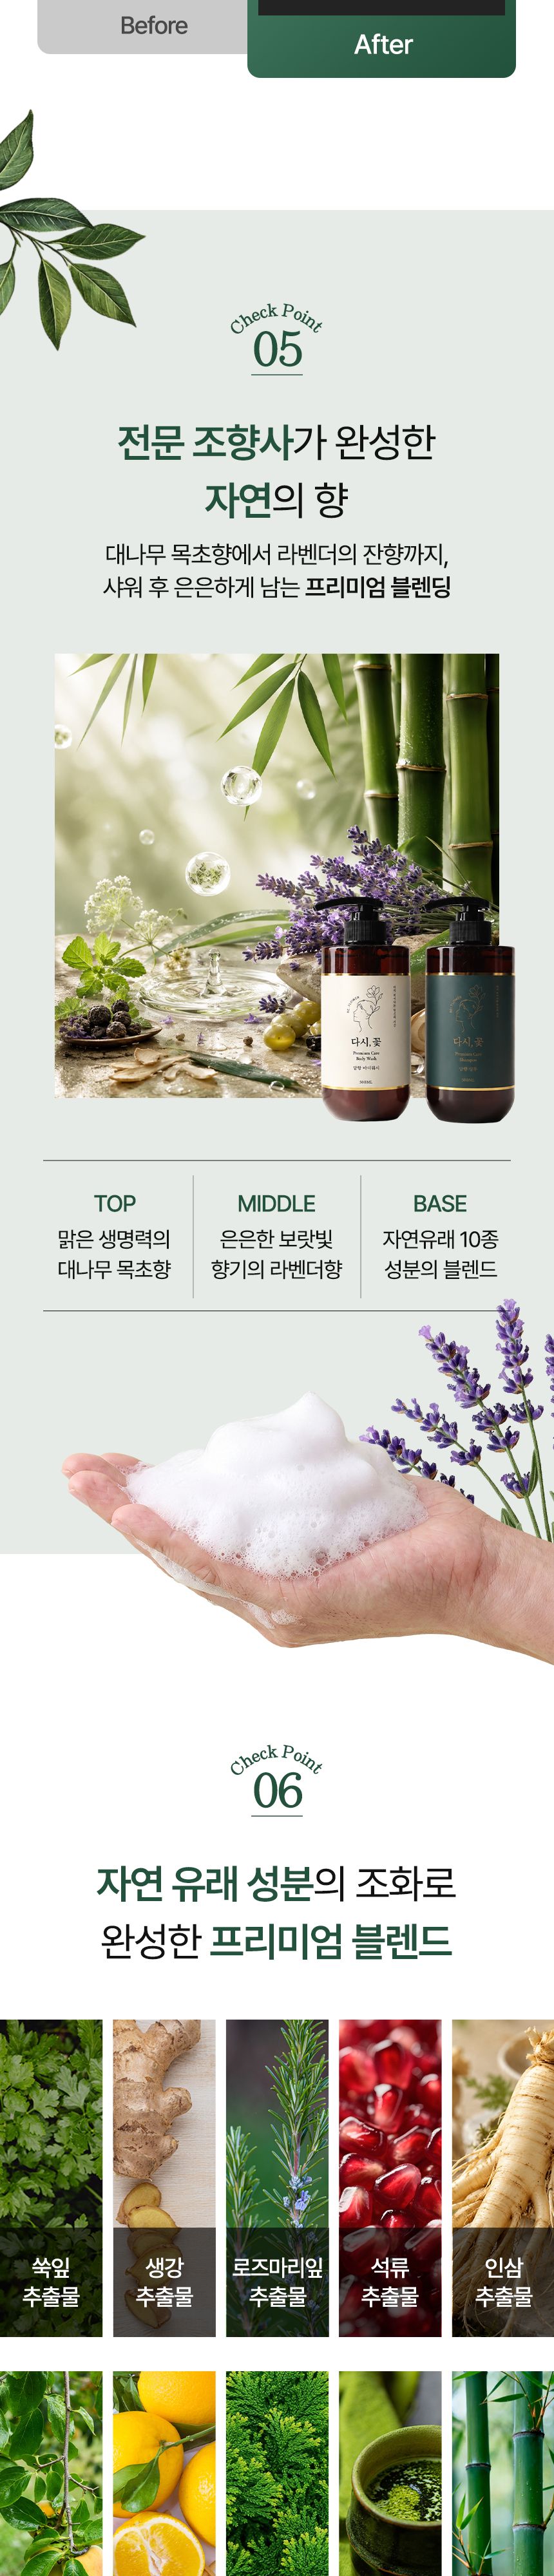 Before
After
Check Point
05
전문 조향사가 완성한
자연의 향
대나무 목초향에서 라벤더의 잔향까지,
샤워 후 은은하게 남는 프리미엄 블렌딩
다시, 꽃
Premium Care
Body Wash
다시, 꽃
TOP
맑은 생명력의
대나무 목초향
MIDDLE
은은한 보랏빛
향기의 라벤더향
BASE
자연유래 10종
성분의 블렌드
Check Point
06
자연 유래 성분의 조화로
완성한 프리미엄 블렌드
쑥잎
추출물
생강
추출물
로즈마리잎
추출물
석류
추출물
인삼
추출물